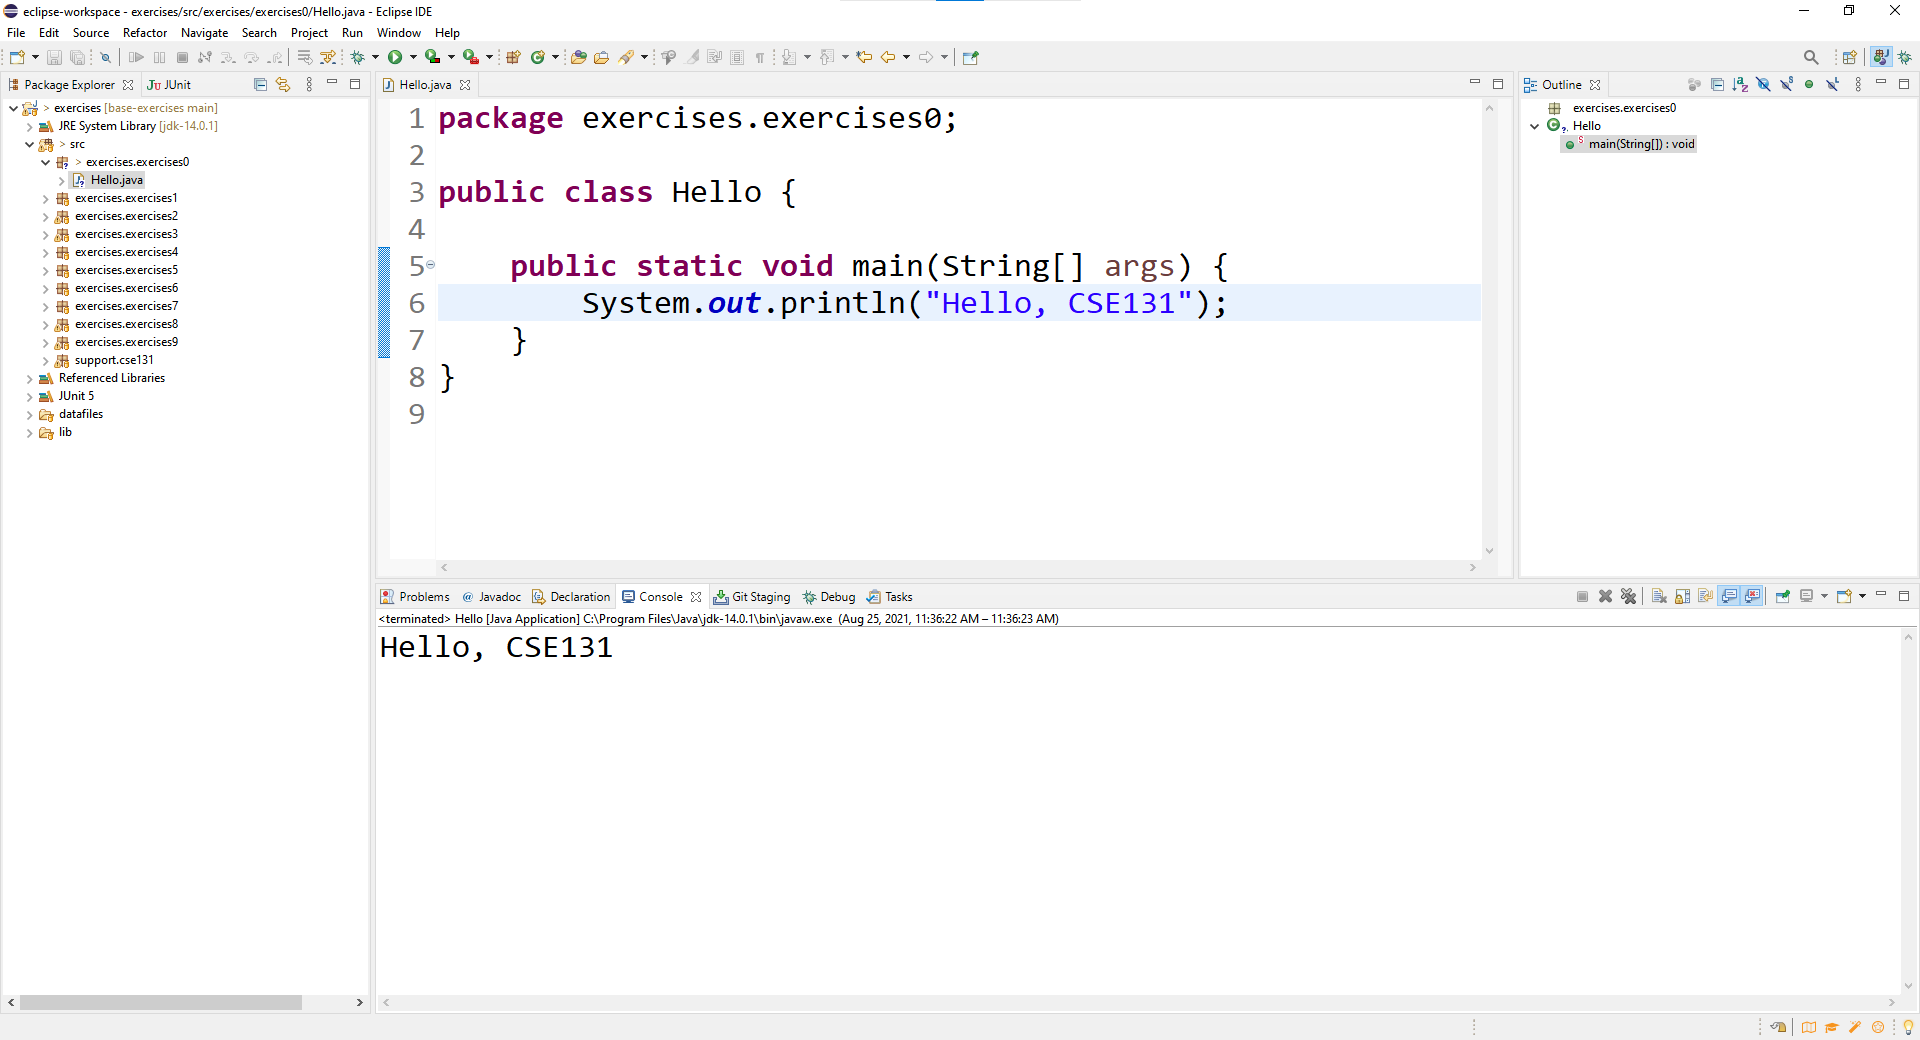 eclipse-workspace - exercises/src/exercises/exercises0/Hello.java - Eclipse IDE
File Edit Source Refactor Navigate Search Project Run Window Help
Package Explorer
JUnit
> exercises [base-exercises main]
JRE System Library [jdk-14.0.1]
> src
> exercises.exercises0
Hello.java
exercises.exercises1
exercises.exercises2
exercises.exercises3
exercises.exercises4
exercises.exercises5
exercises.exercises6
exercises.exercises7
exercises.exercises8
exercises.exercises9
support.cse131
Referenced Libraries
JUnit 5
datafiles
lib
Hello.java
1 package exercises.exercises0;
2
3 public class Hello {
4
5 public static void main(String[] args) {
6 System.out.println("Hello, CSE131");
7 }
8 }
9
Outline
exercises.exercises0
Hello
main(String[]) : void
Problems @ Javadoc Declaration Console Git Staging Debug Tasks
<terminated> Hello [Java Application] C:\Program Files\Java\jdk-14.0.1\bin\javaw.exe (Aug 25, 2021, 11:36:22 AM – 11:36:23 AM)
Hello, CSE131